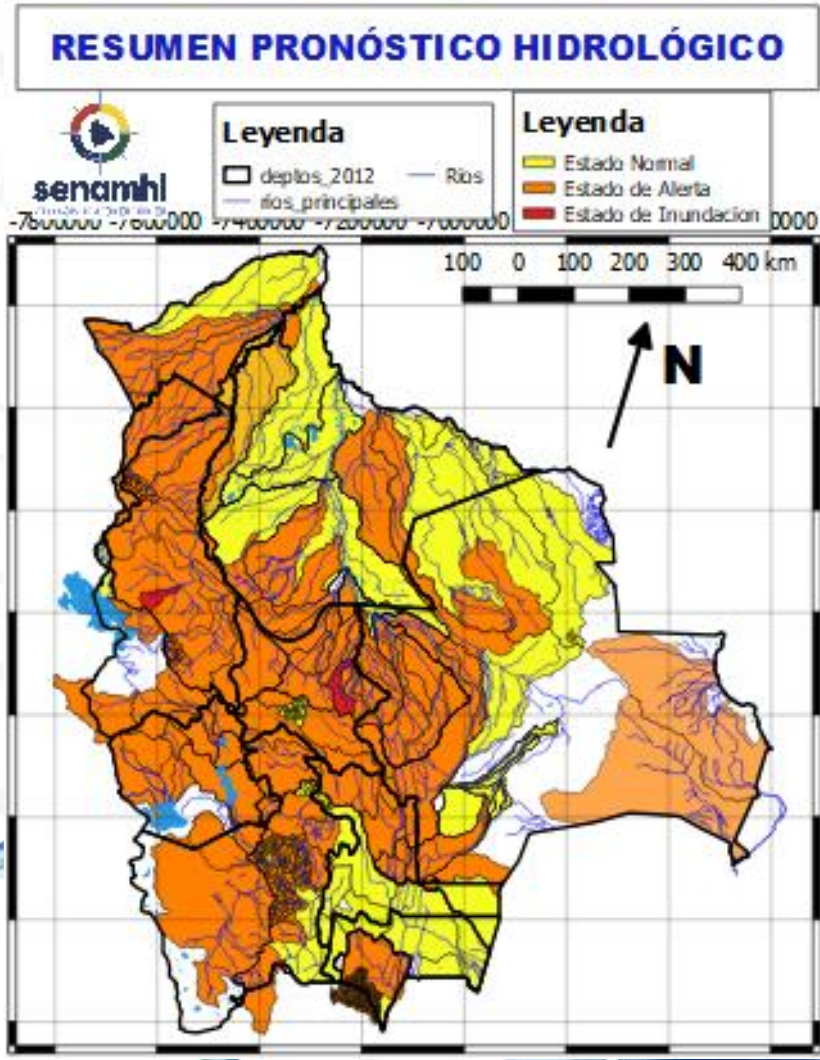 RESUMEN PRONÓSTICO HIDROLÓGICO
senamhi
Leyenda
deptos_2012
Rios
rios_principales
Leyenda
Estado Normal
Estado de Alerta
Estado de Inundacion
-7800000 -7600000 -7400000 -7200000 -7000000
100 0 100 200 300 400 km
N